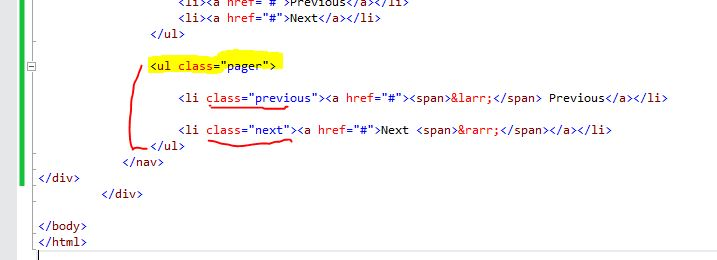 <li><a href="#">Previous</a></li>
<li><a href="#">Next</a></li>
</ul>
<ul class="pager">
<li class="previous"><a href="#"><span>&larr;</span> Previous</a></li>
<li class="next"><a href="#">Next <span>&rarr;</span></a></li>
</ul>
</nav>
</div>
</div>
</body>
</html>